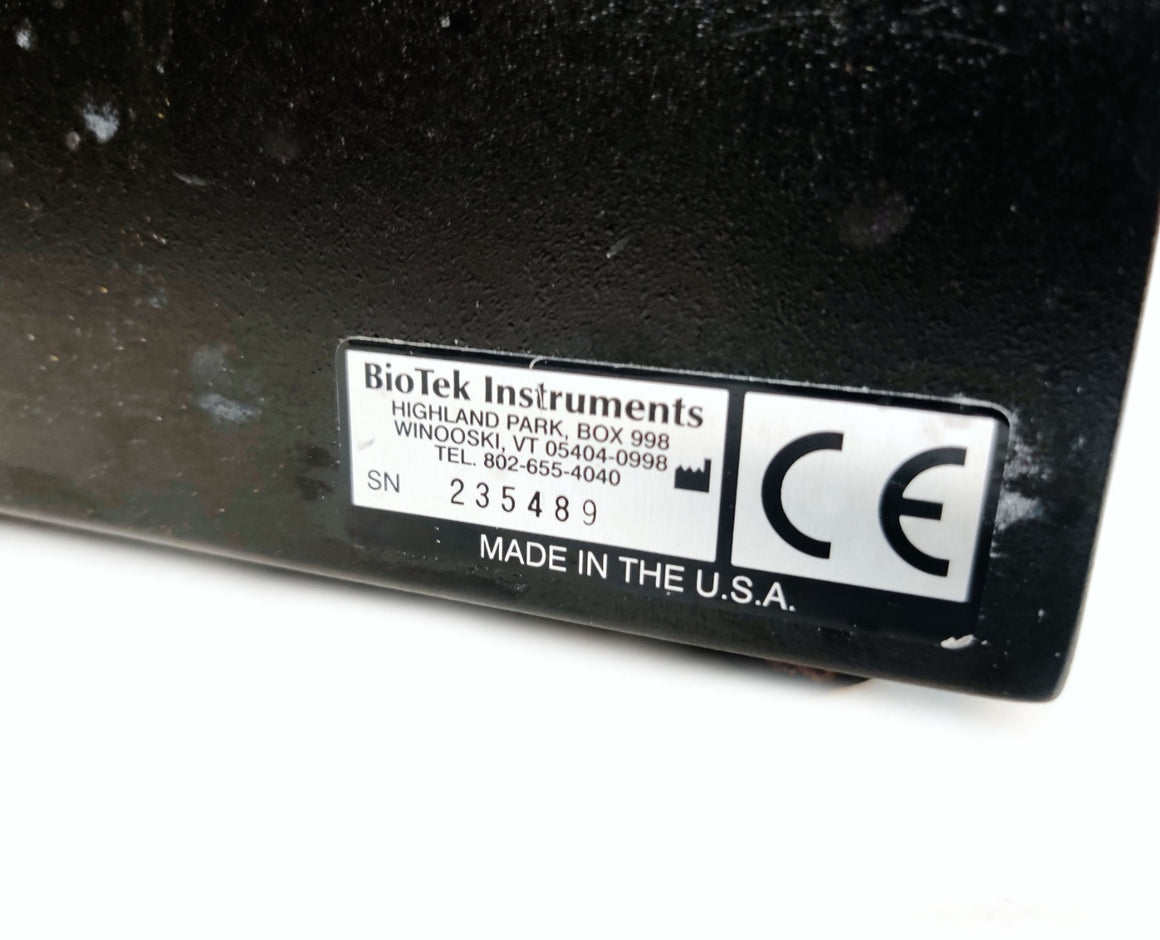 BioTek Instruments
HIGHLAND PARK, BOX 998
WINOOSKI, VT 05404-0998
TEL. 802-655-4040
SN 235489
CE
MADE IN THE U.S.A.